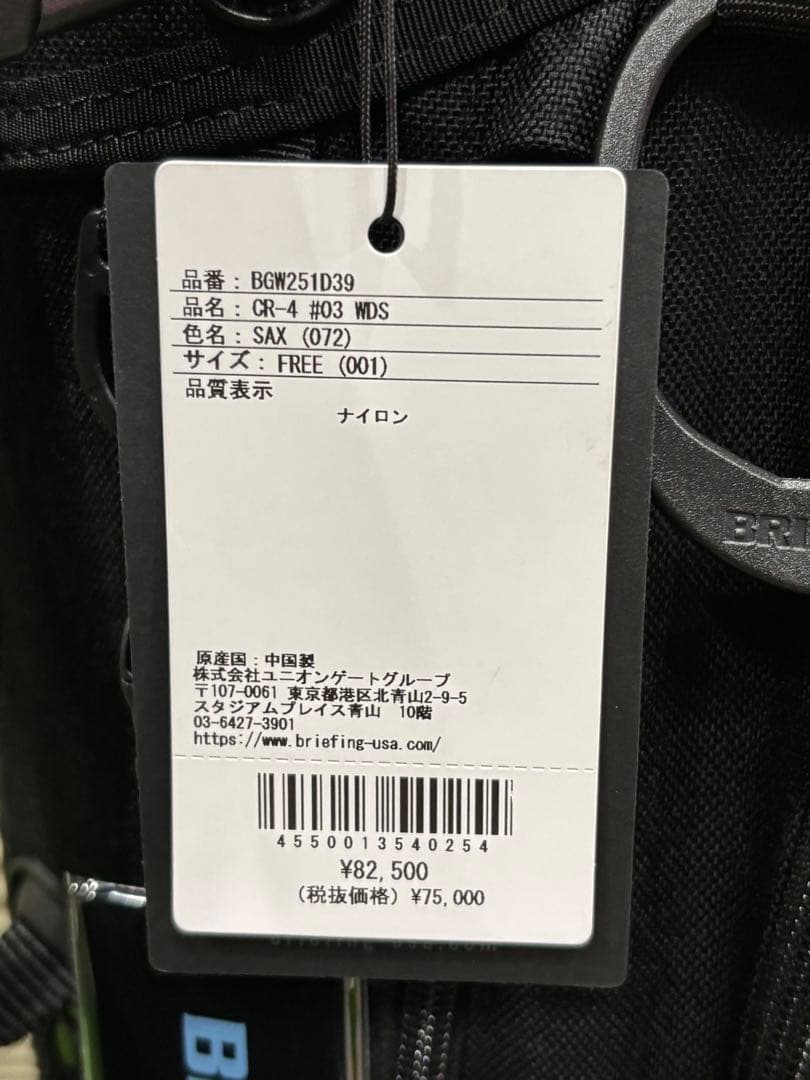 品番：BGW251D39
品名：CR-4 #03 WDS
色名：SAX (072)
サイズ：FREE (001)
品質表示
ナイロン
原産国：中国製
株式会社ユニオンゲートグループ
〒107-0061 東京都港区北青山2-9-5
スタジアムプレイス青山 10階
03-6427-3901
https://www.briefing-usa.com/
4550013540254
¥82,500
(税抜価格) ¥75,000